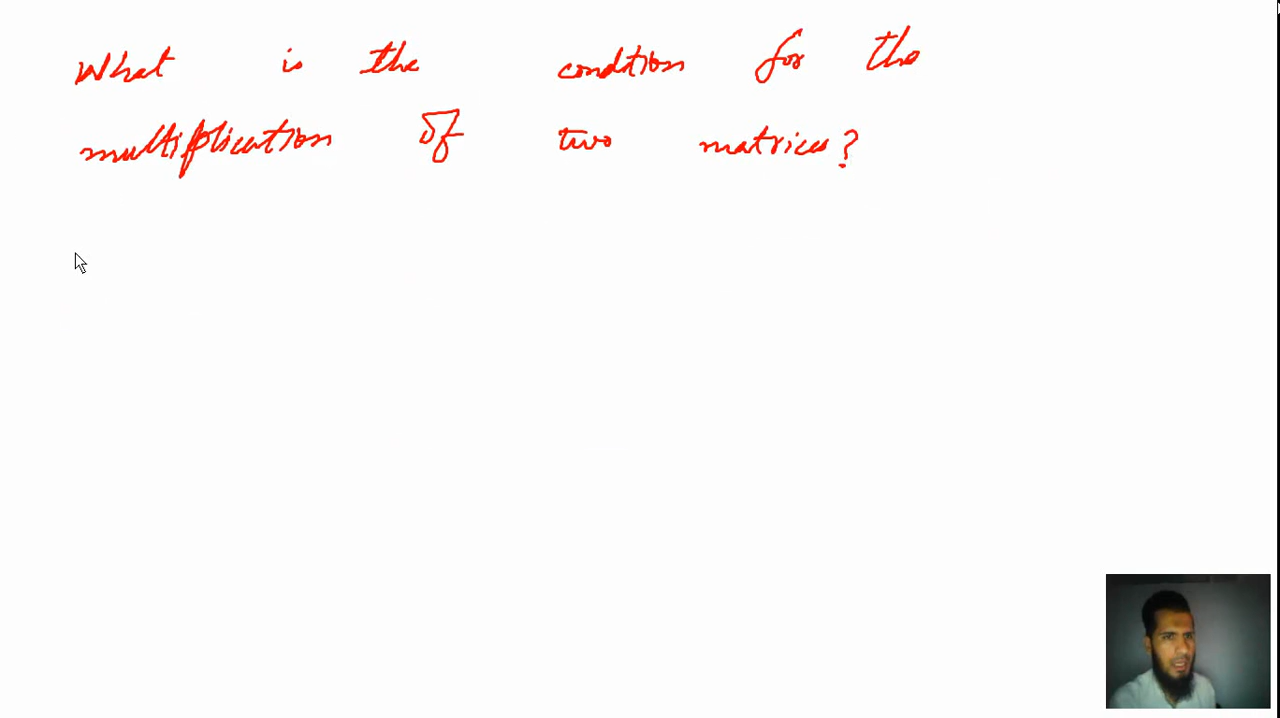 What is the condition for the
multiplication of two matrices?